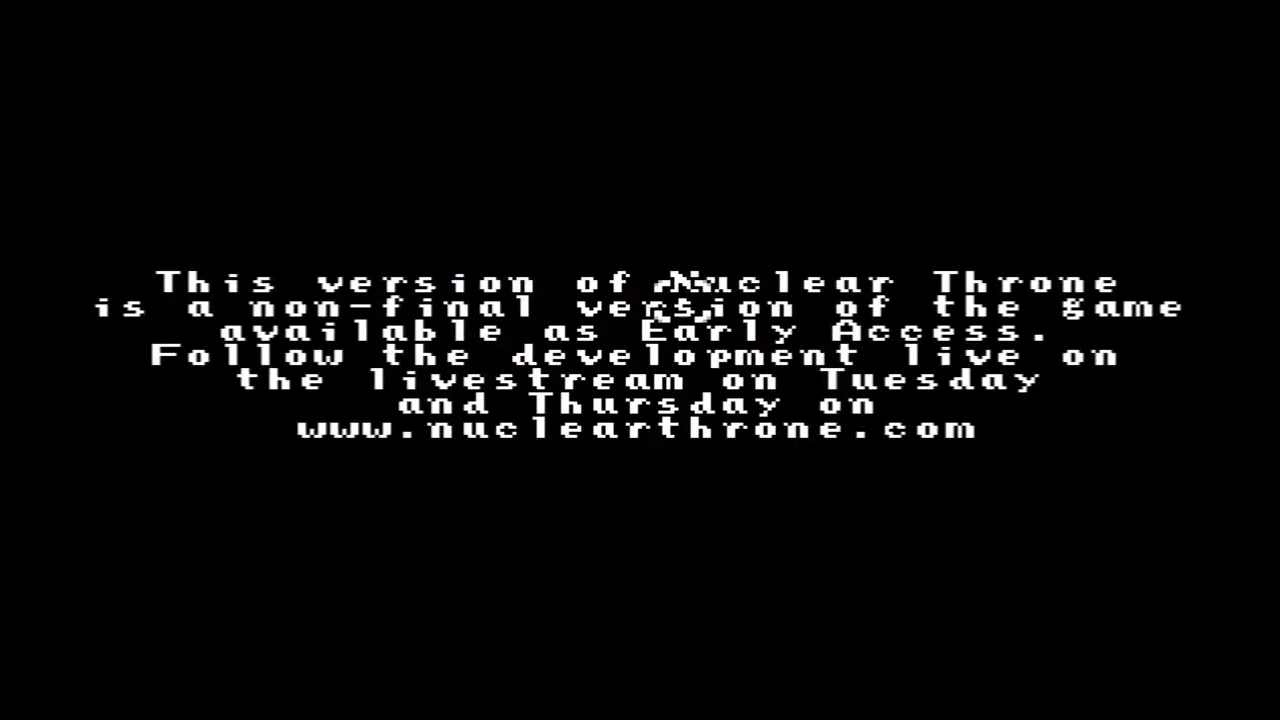 This version of Nuclear Throne
is a non-final version of the game
available as Early Access.
Follow the development live on
the livestream on Tuesday
and Thursday on
www.nuclearthrone.com